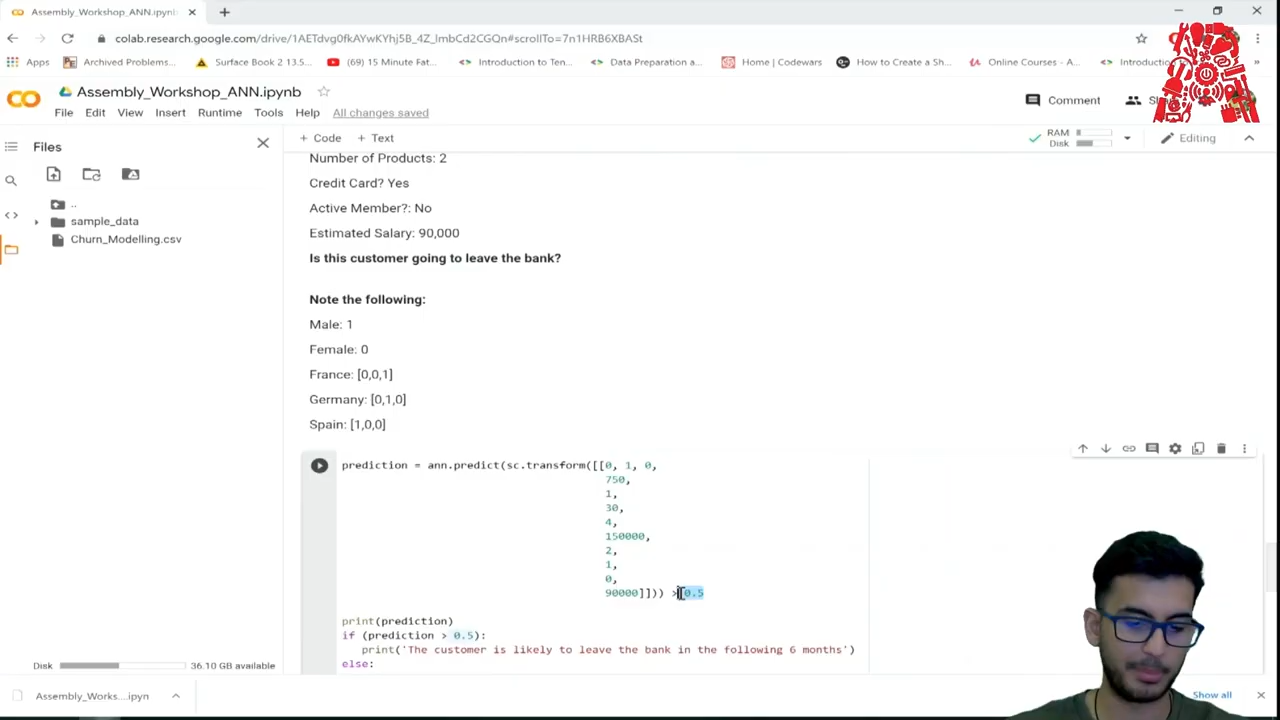 Assembly_Workshop_ANN.ipynb
colab.research.google.com/drive/1AETdvg0fkAYwKYhj5B_4Z_lmbCd2CGQn#scrollTo=7n1HRB6XBASt
Apps Archived Problems... Surface Book 2 13.5... (69) 15 Minute Fat... Introduction to Ten... Data Preparation a... Home | Codewars How to Create a Sh... Online Courses - A... Introduction
Assembly_Workshop_ANN.ipynb
Comment
File Edit View Insert Runtime Tools Help All changes saved
+ Code + Text
RAM
Disk
Editing
Files
..
sample_data
Churn_Modelling.csv
Number of Products: 2
Credit Card? Yes
Active Member?: No
Estimated Salary: 90,000
Is this customer going to leave the bank?
Note the following:
Male: 1
Female: 0
France: [0,0,1]
Germany: [0,1,0]
Spain: [1,0,0]
prediction = ann.predict(sc.transform([[0, 1, 0,
750,
1,
30,
4,
150000,
2,
1,
0,
90000]])) > 0.5
print(prediction)
if (prediction > 0.5):
print('The customer is likely to leave the bank in the following 6 months')
else:
Disk 36.10 GB available
Assembly_Works....ipyn
Show all